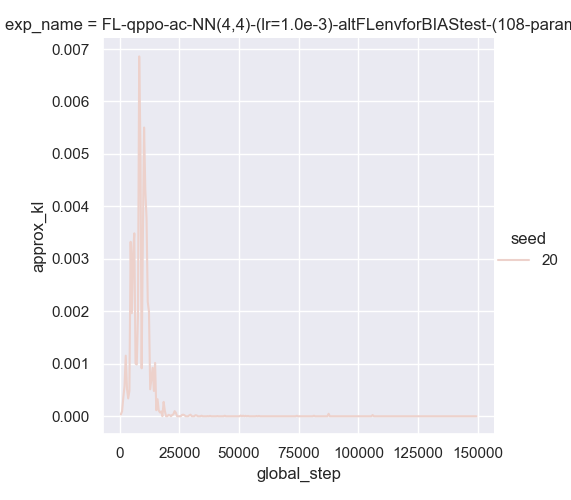 exp_name = FL-qppo-ac-NN(4,4)-(lr=1.0e-3)-altFLenvforBIAStest-(108-param
0.007
0.006
0.005
0.004
0.003
0.002
0.001
0.000
approx_kl
0 25000 50000 75000 100000 125000 150000
global_step
seed
20